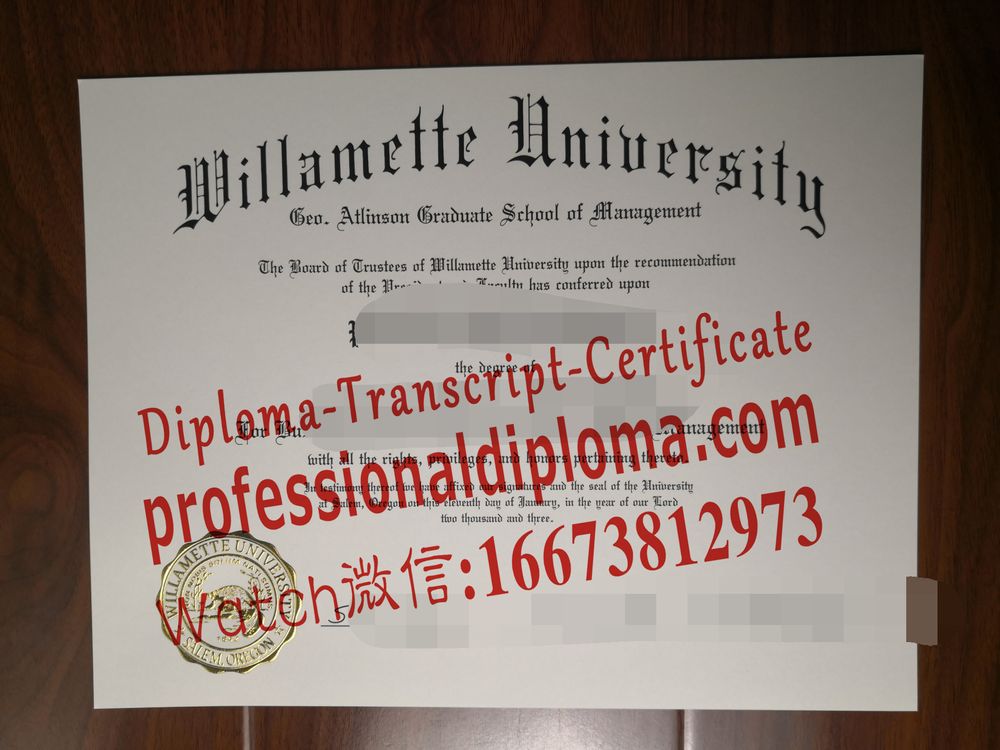 Willamette University
Geo. Atlinson Graduate School of Management
The Board of Trustees of Willamette University upon the recommendation
of the Faculty has conferred upon
the degree of
Diploma-Transcript-Certificate
For Management
professionaldiploma.com
with all the rights, privileges, and honors pertaining thereto.
In testimony thereof we have affixed our signatures and the seal of the University
at Salem, Oregon on this eleventh day of January, in the year of our Lord
two thousand and three.
Watch微信:16673812973
WILLAMETTE UNIVERSITY
SALEM, OREGON
1842